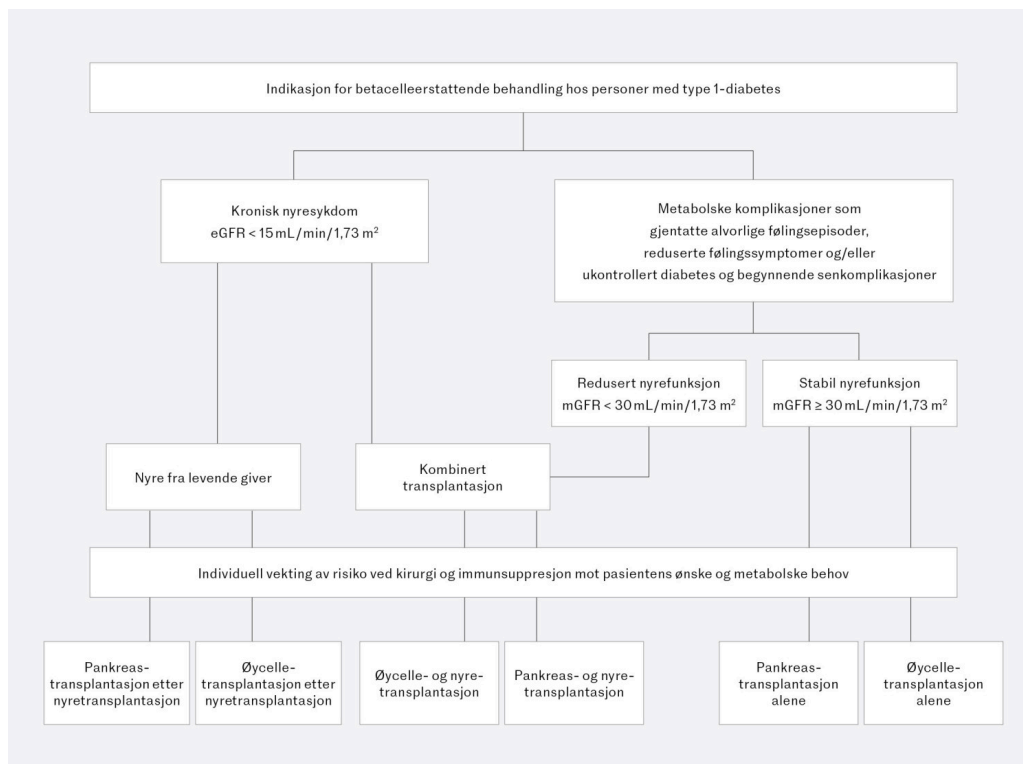 Indikasjon for betacelleerstattende behandling hos personer med type 1-diabetes
Kronisk nyresykdom
eGFR < 15 mL/min/1,73 m²
Metabolske komplikasjoner som
gjentatte alvorlige følingsepisoder,
reduserte følingssymptomer og/eller
ukontrollert diabetes og begynnende senkomplikasjoner
Redusert nyrefunksjon
mGFR < 30 mL/min/1,73 m²
Stabil nyrefunksjon
mGFR ≥ 30 mL/min/1,73 m²
Nyre fra levende giver
Kombinert
transplantasjon
Individuell vekting av risiko ved kirurgi og immunsuppresjon mot pasientens ønske og metabolske behov
Pankreas-
transplantasjon etter
nyretransplantasjon
Øycelle-
transplantasjon etter
nyretransplantasjon
Øycelle- og nyre-
transplantasjon
Pankreas- og nyre-
transplantasjon
Pankreas-
transplantasjon
alene
Øycelle-
transplantasjon
alene